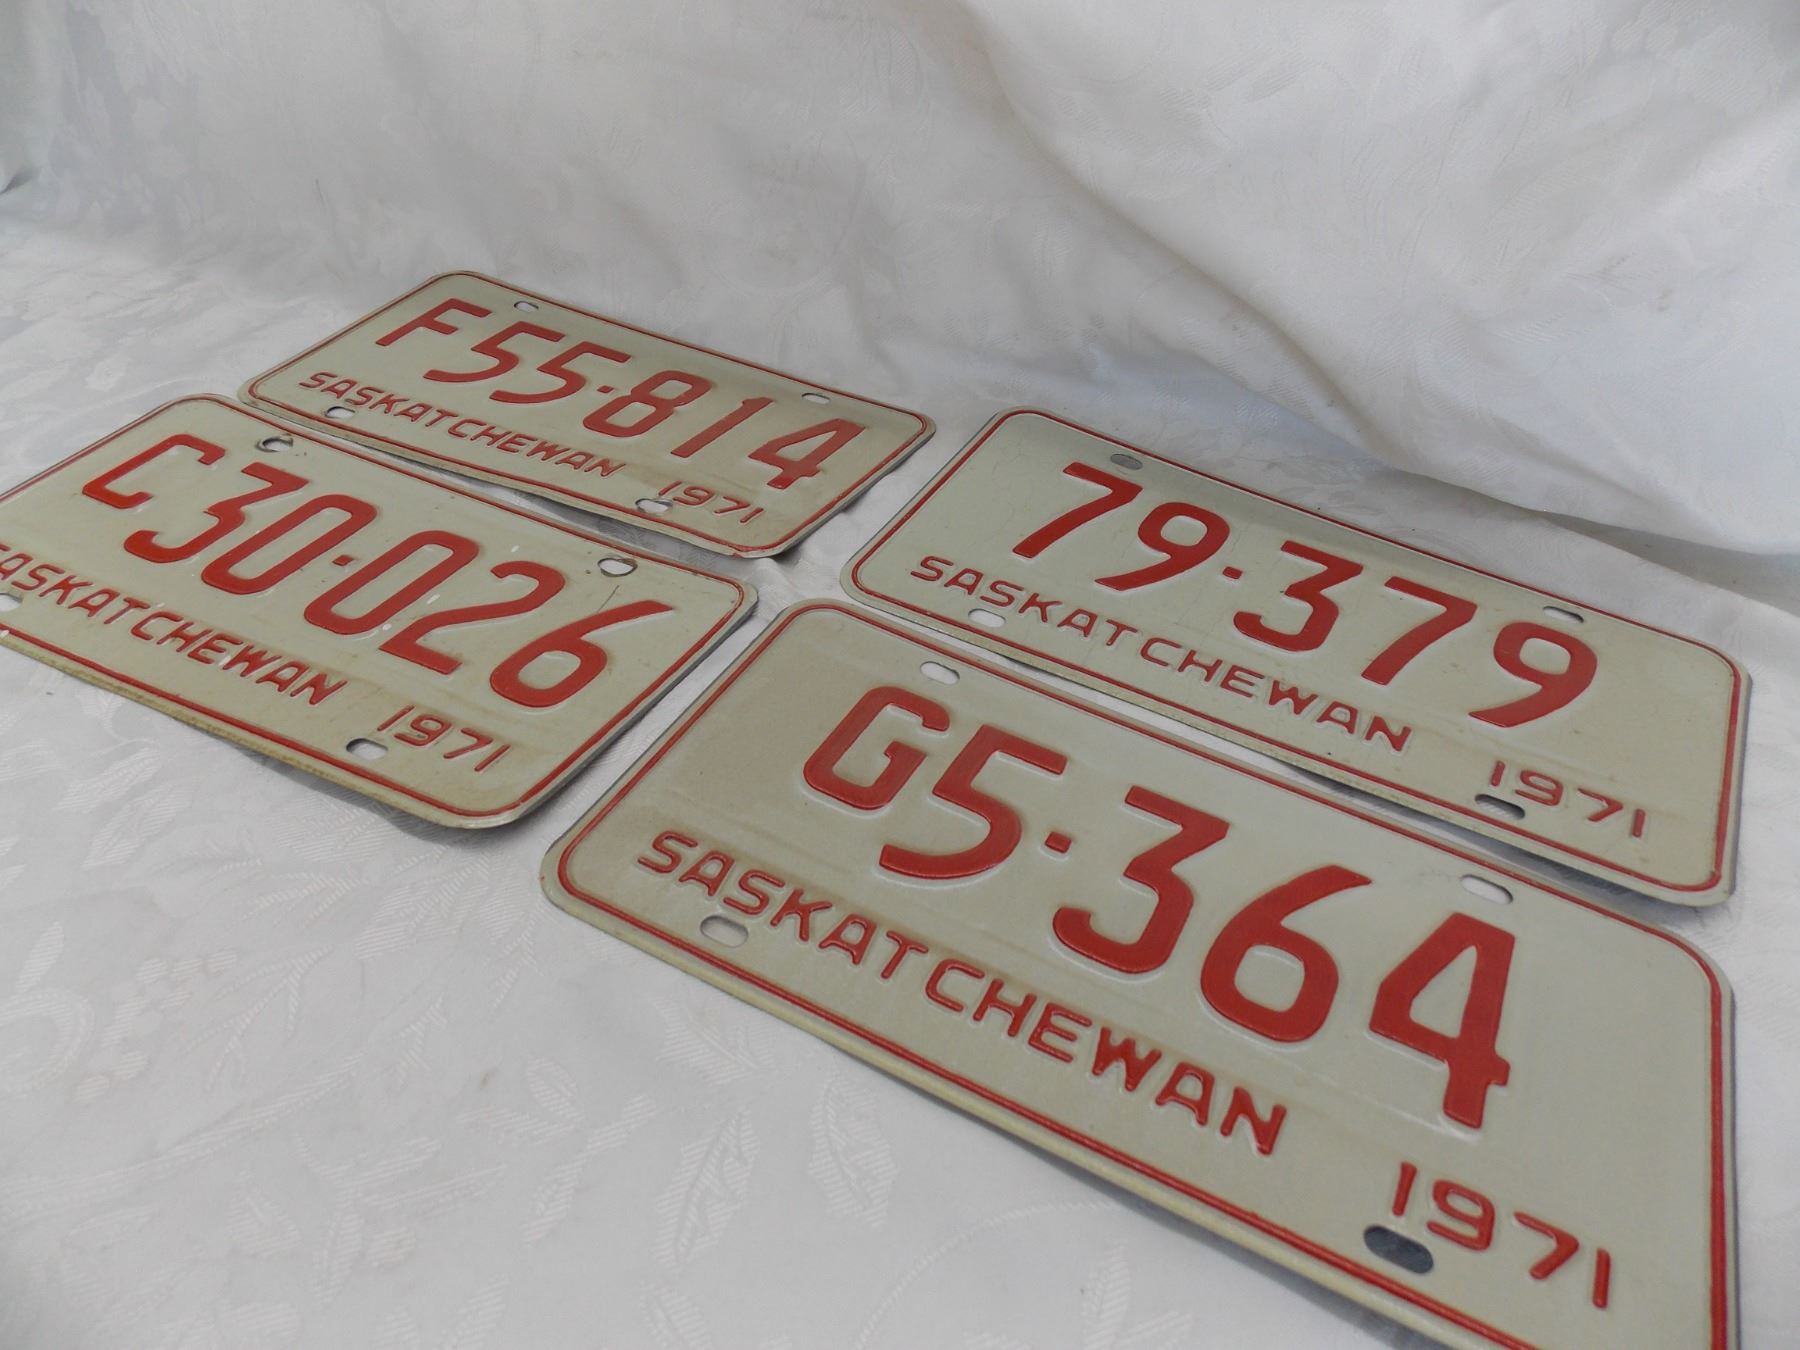 F55·814
SASKATCHEWAN 1971
C30·026
SASKATCHEWAN 1971
79·379
SASKATCHEWAN 1971
G5·364
SASKATCHEWAN 1971